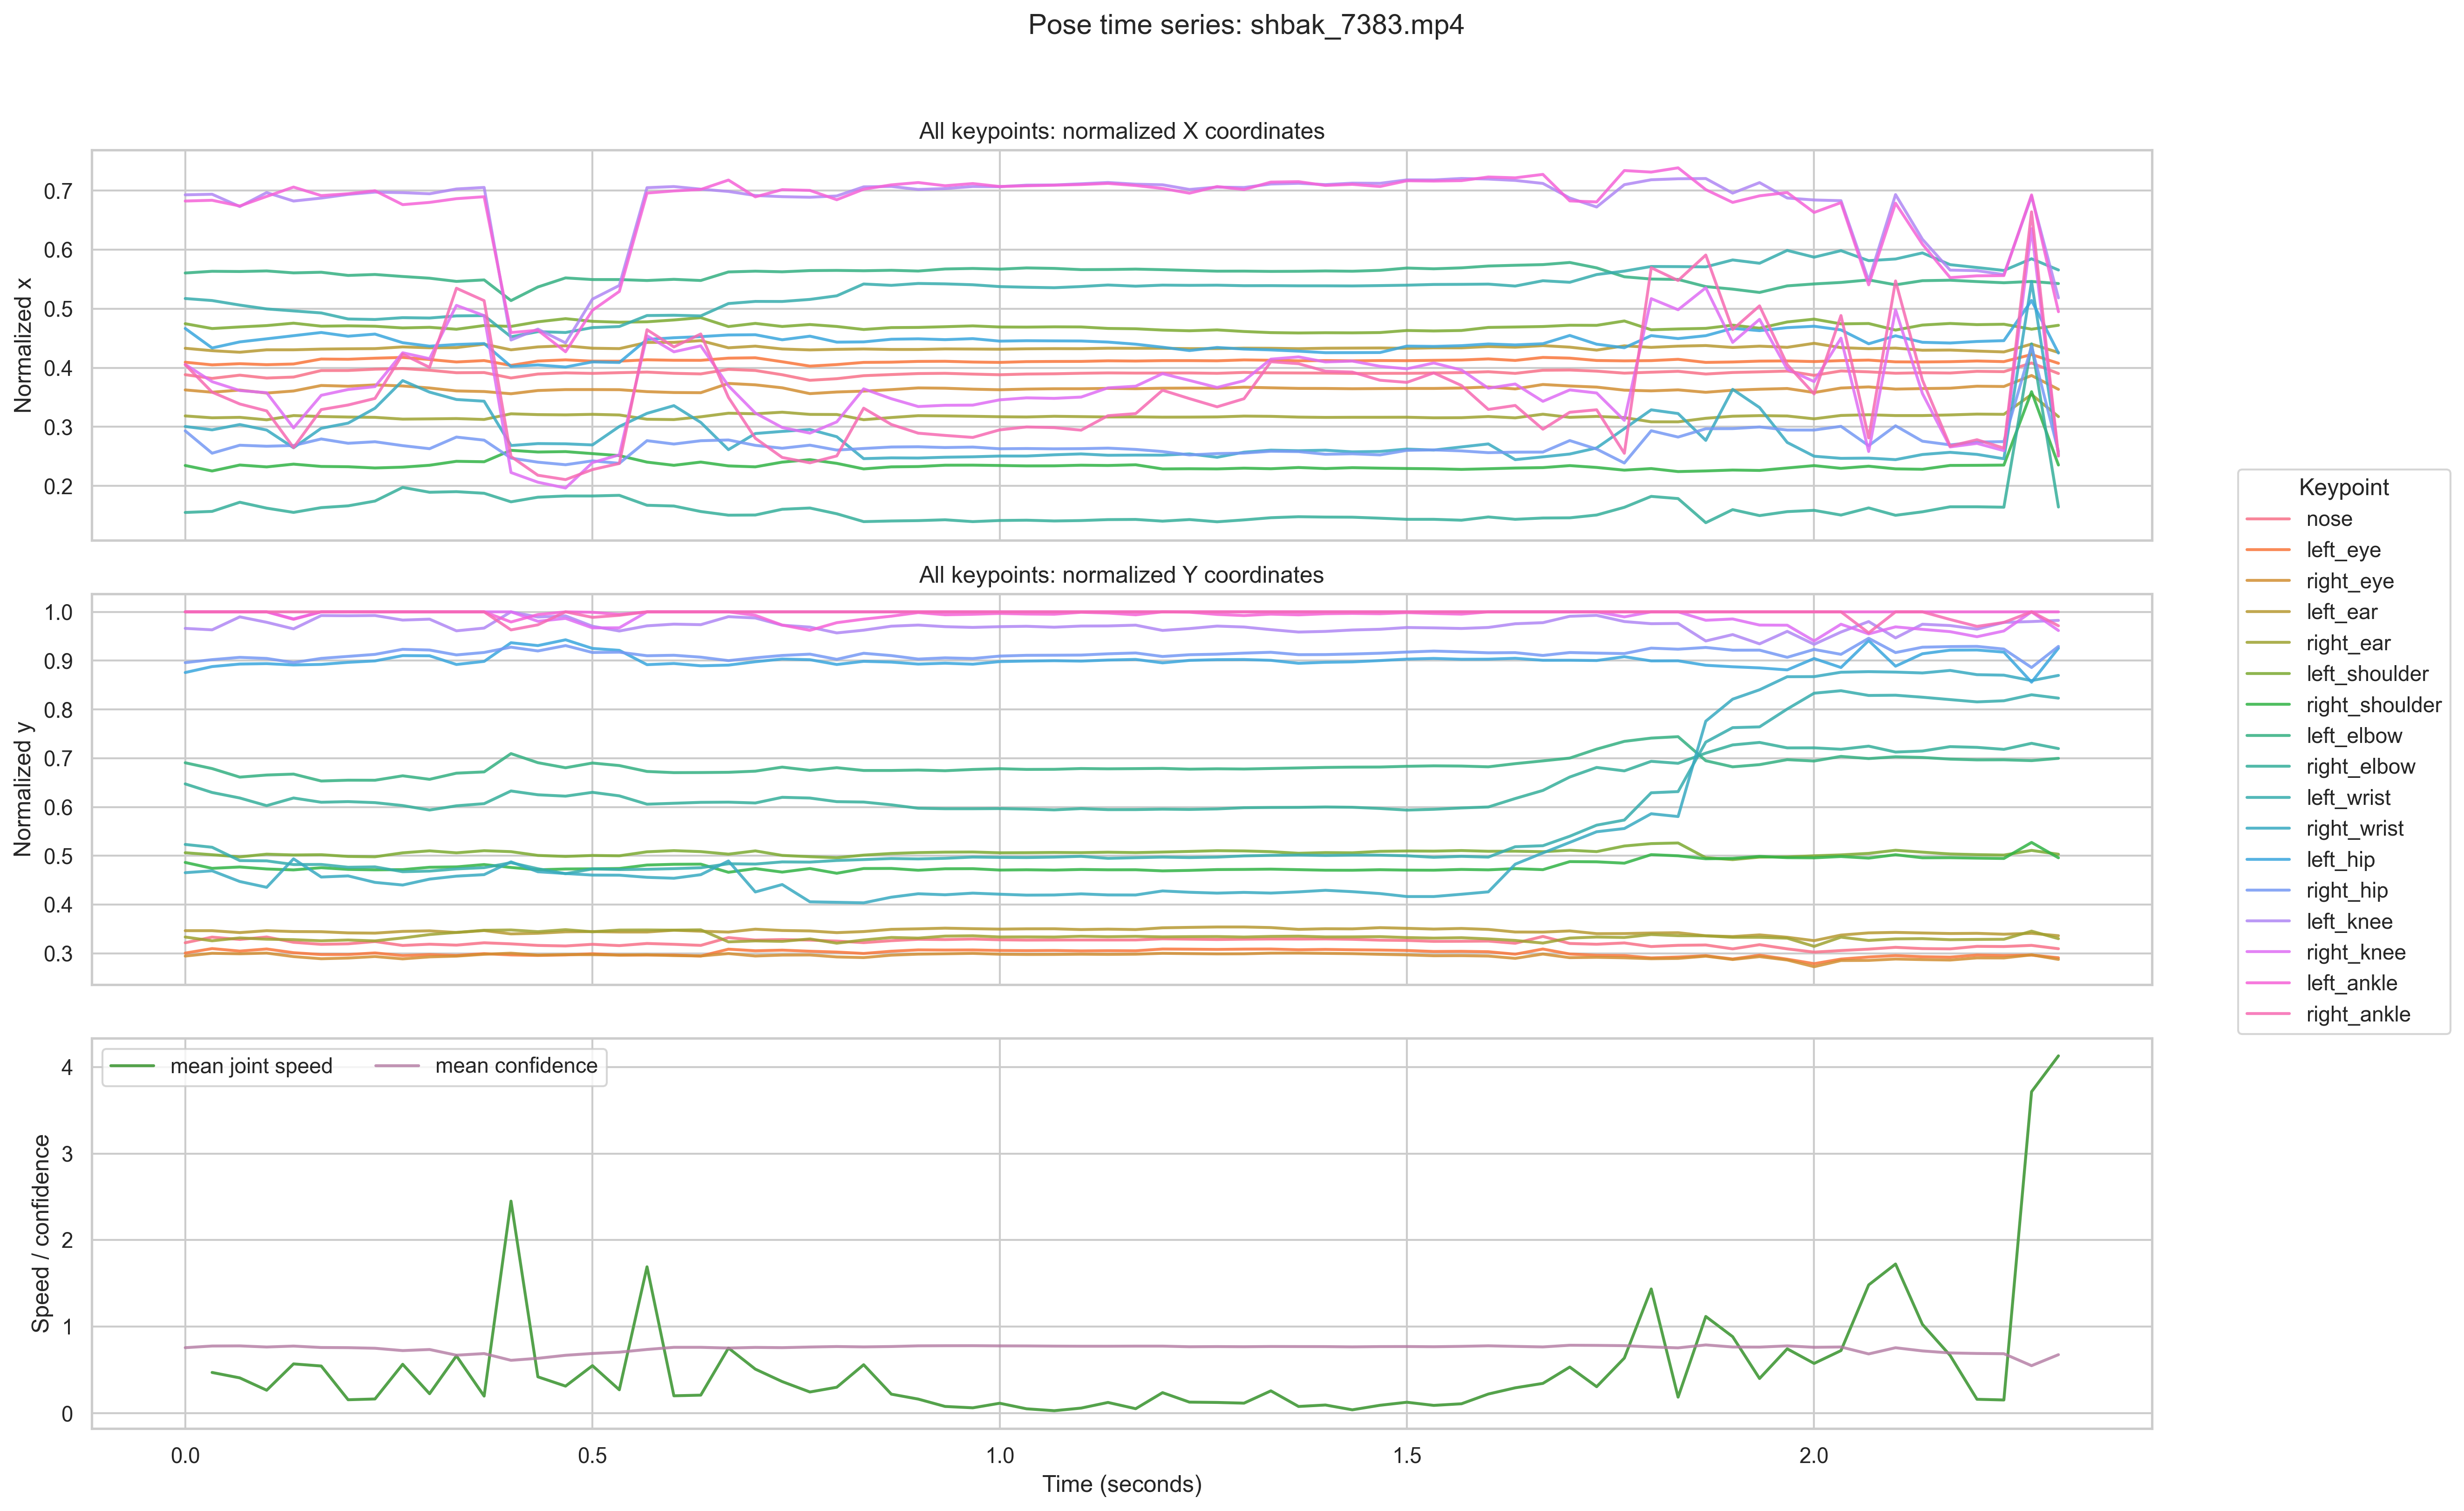 Pose time series: shbak_7383.mp4
All keypoints: normalized X coordinates
Normalized x
0.7
0.6
0.5
0.4
0.3
0.2
All keypoints: normalized Y coordinates
Normalized y
1.0
0.9
0.8
0.7
0.6
0.5
0.4
0.3
Keypoint
nose
left_eye
right_eye
left_ear
right_ear
left_shoulder
right_shoulder
left_elbow
right_elbow
left_wrist
right_wrist
left_hip
right_hip
left_knee
right_knee
left_ankle
right_ankle
mean joint speed mean confidence
Speed / confidence
4
3
2
1
0
0.0 0.5 1.0 1.5 2.0
Time (seconds)